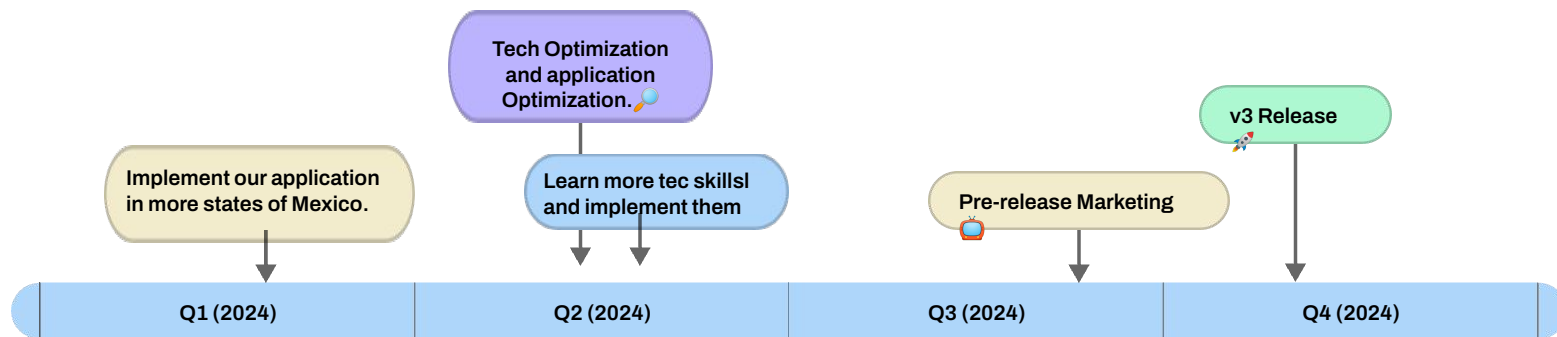 Tech Optimization
and application
Optimization.
Implement our application
in more states of Mexico.
Learn more tec skillsl
and implement them
Pre-release Marketing
v3 Release
Q1 (2024)
Q2 (2024)
Q3 (2024)
Q4 (2024)